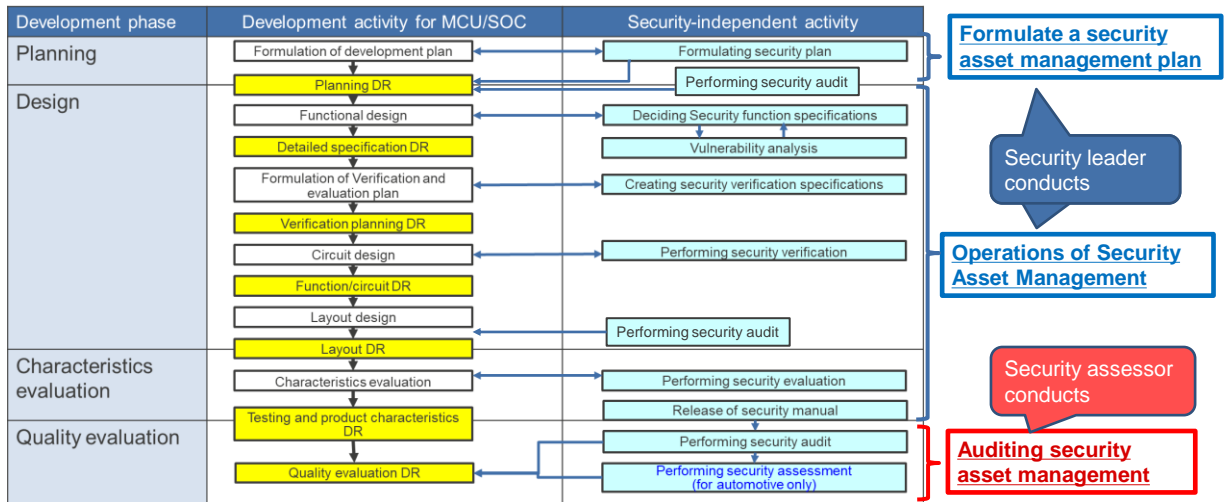 Development phase
Development activity for MCU/SOC
Security-independent activity
Planning
Formulation of development plan
Formulating security plan
Planning DR
Performing security audit
Formulate a security
asset management plan
Design
Functional design
Deciding Security function specifications
Detailed specification DR
Vulnerability analysis
Formulation of Verification and
evaluation plan
Creating security verification specifications
Verification planning DR
Circuit design
Performing security verification
Function/circuit DR
Layout design
Performing security audit
Layout DR
Security leader
conducts
Operations of Security
Asset Management
Characteristics
evaluation
Characteristics evaluation
Performing security evaluation
Testing and product characteristics
DR
Release of security manual
Security assessor
conducts
Quality evaluation
Performing security audit
Quality evaluation DR
Performing security assessment
(for automotive only)
Auditing security
asset management